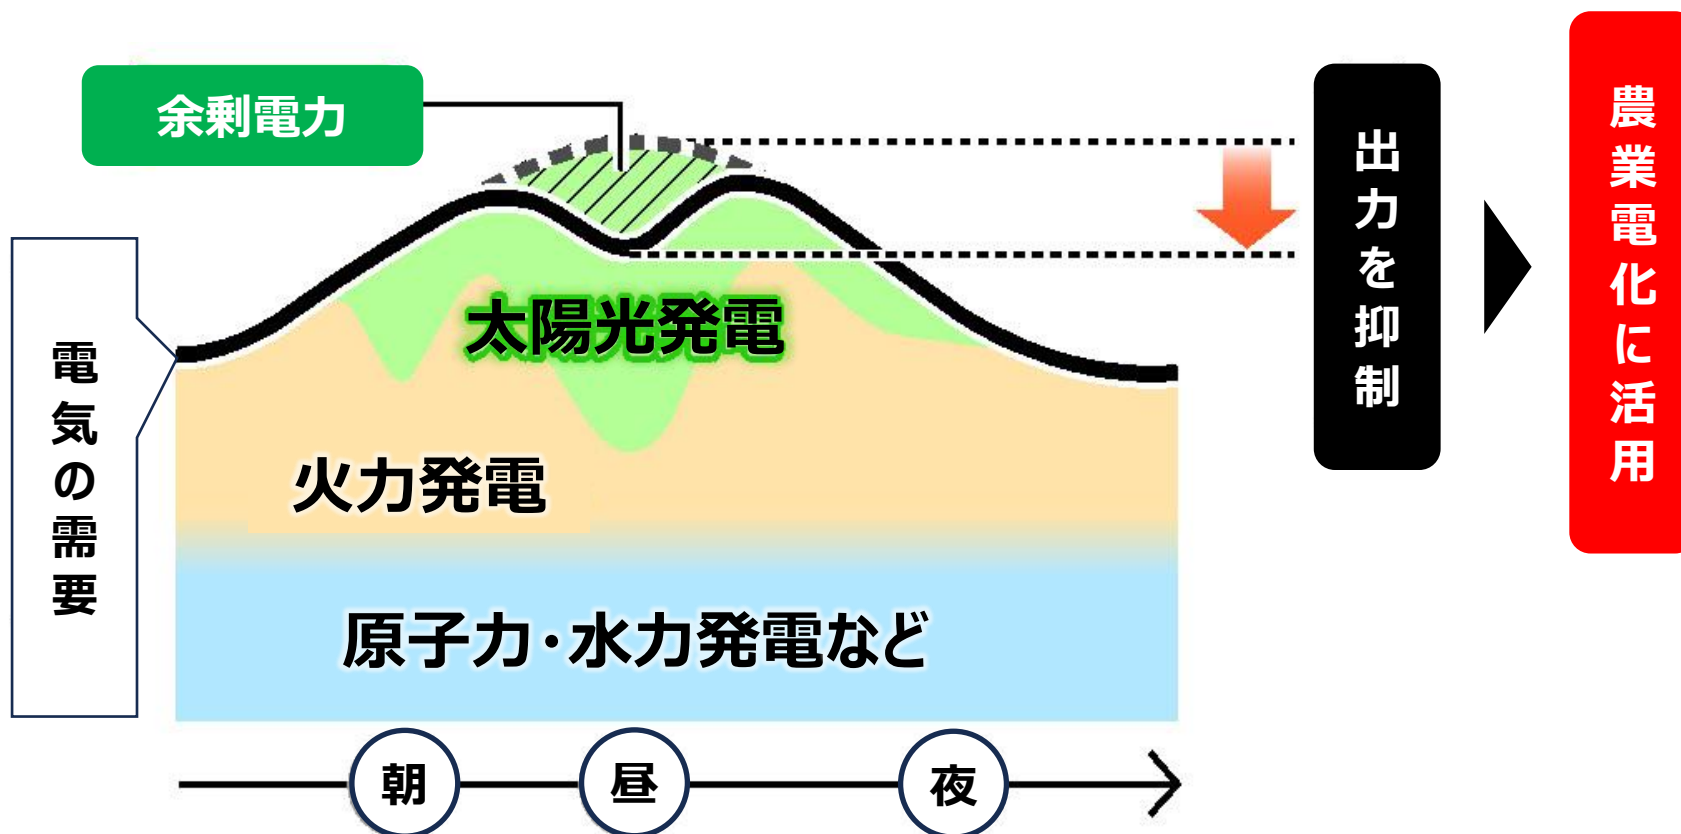 余剰電力
電気の需要
太陽光発電
火力発電
原子力・水力発電など
朝
昼
夜
出力を抑制
農業電化に活用